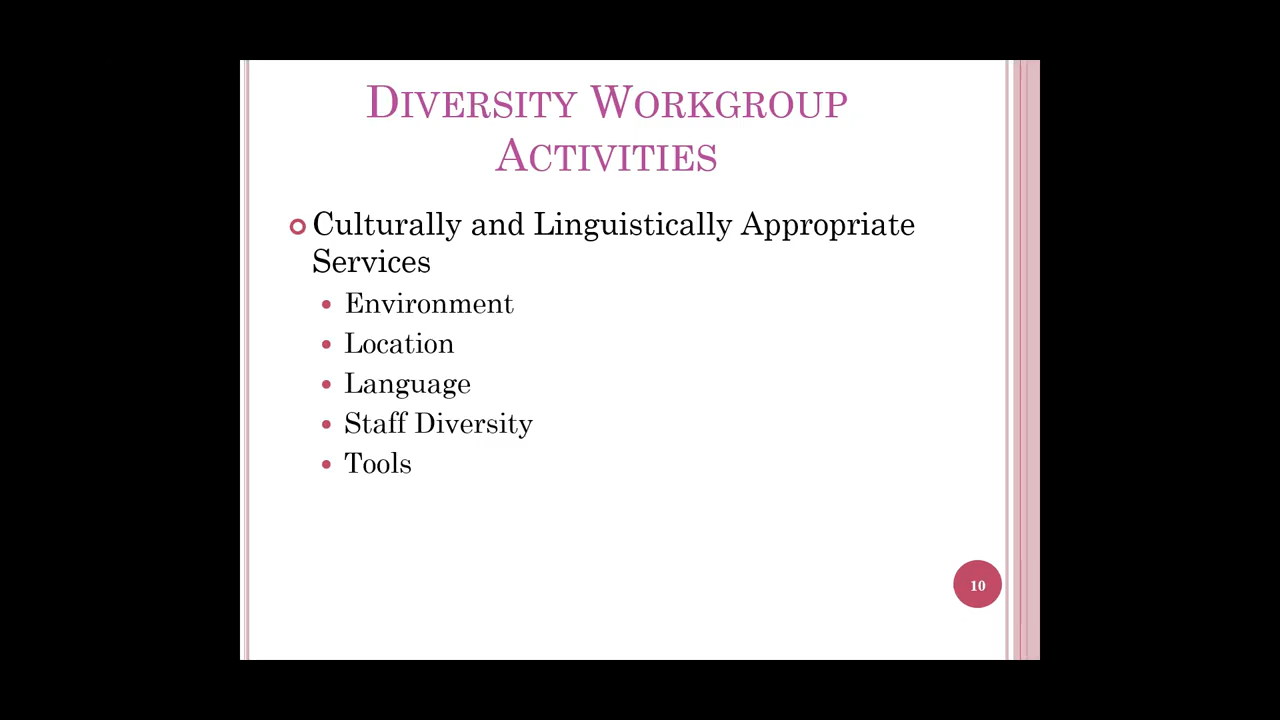 Diversity Workgroup
Activities
Culturally and Linguistically Appropriate
Services
Environment
Location
Language
Staff Diversity
Tools
10